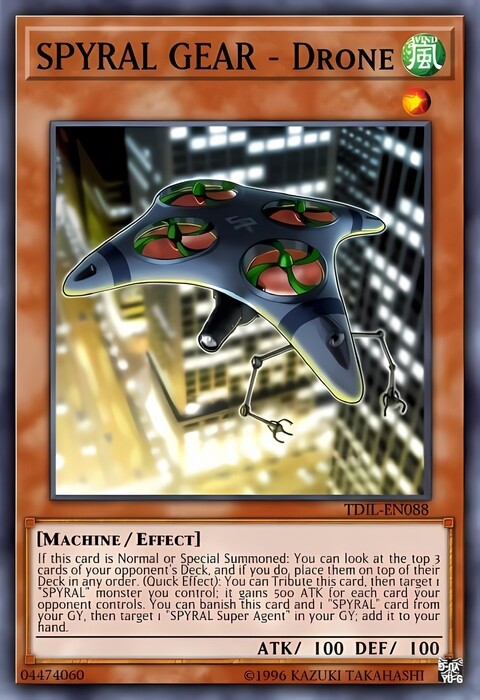 SPYRAL GEAR - Drone
WIND
風
TDIL-EN088
[Machine / Effect]
If this card is Normal or Special Summoned: You can look at the top 3
cards of your opponent's Deck, and if you do, place them on top of their
Deck in any order. (Quick Effect): You can Tribute this card, then target 1
"SPYRAL" monster you control; it gains 500 ATK for each card your
opponent controls. You can banish this card and 1 "SPYRAL" card from
your GY, then target 1 "SPYRAL Super Agent" in your GY; add it to your
hand.
ATK/ 100 DEF/ 100
04474060
©1996 KAZUKI TAKAHASHI